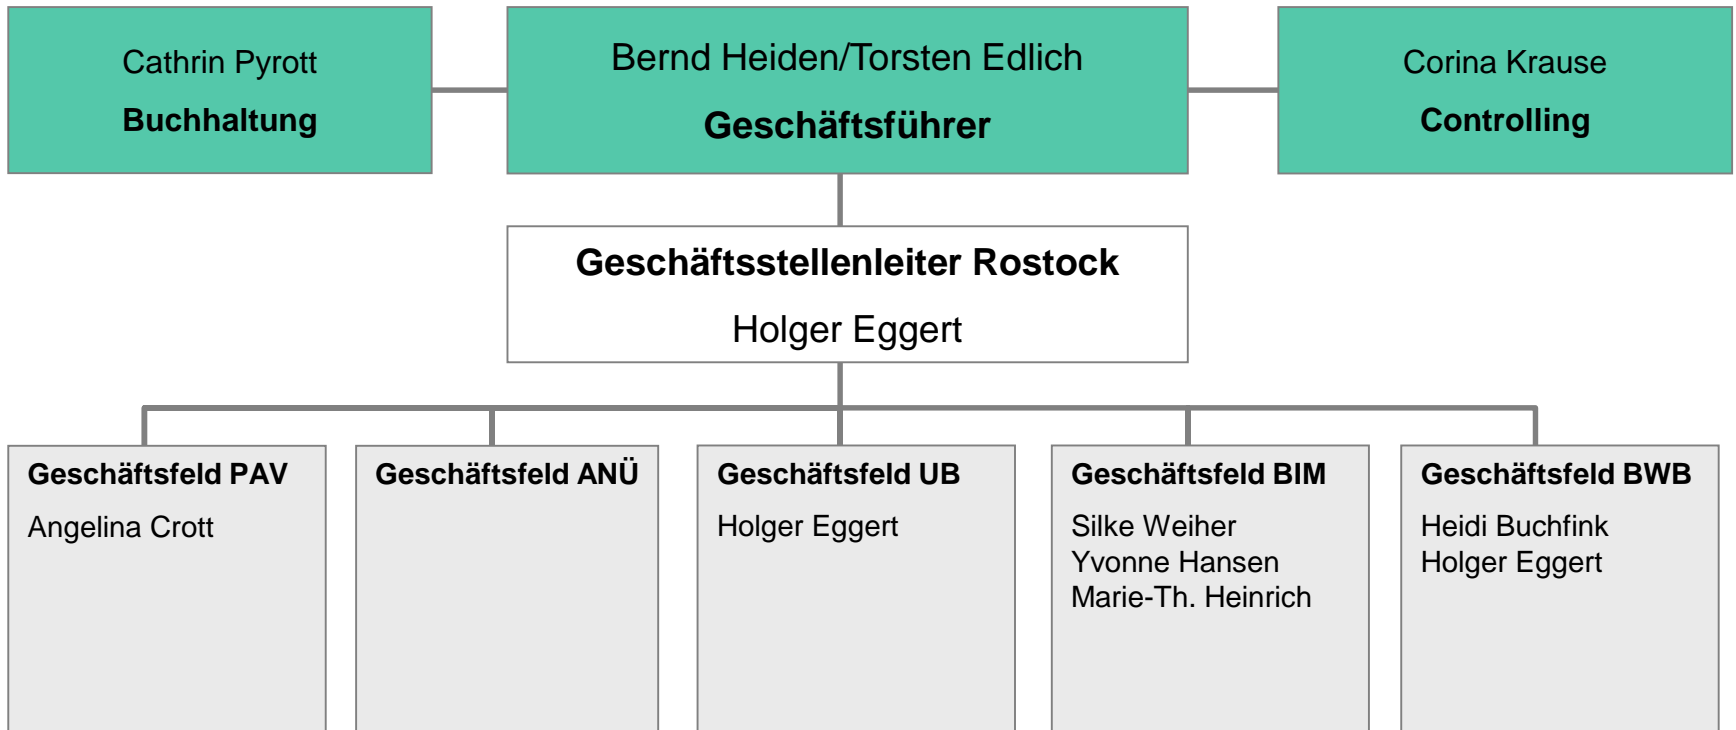 Cathrin Pyrott
Buchhaltung
Bernd Heiden/Torsten Edlich
Geschäftsführer
Corina Krause
Controlling
Geschäftsstellenleiter Rostock
Holger Eggert
Geschäftsfeld PAV
Angelina Crott
Geschäftsfeld ANÜ
Geschäftsfeld UB
Holger Eggert
Geschäftsfeld BIM
Silke Weiher
Yvonne Hansen
Marie-Th. Heinrich
Geschäftsfeld BWB
Heidi Buchfink
Holger Eggert